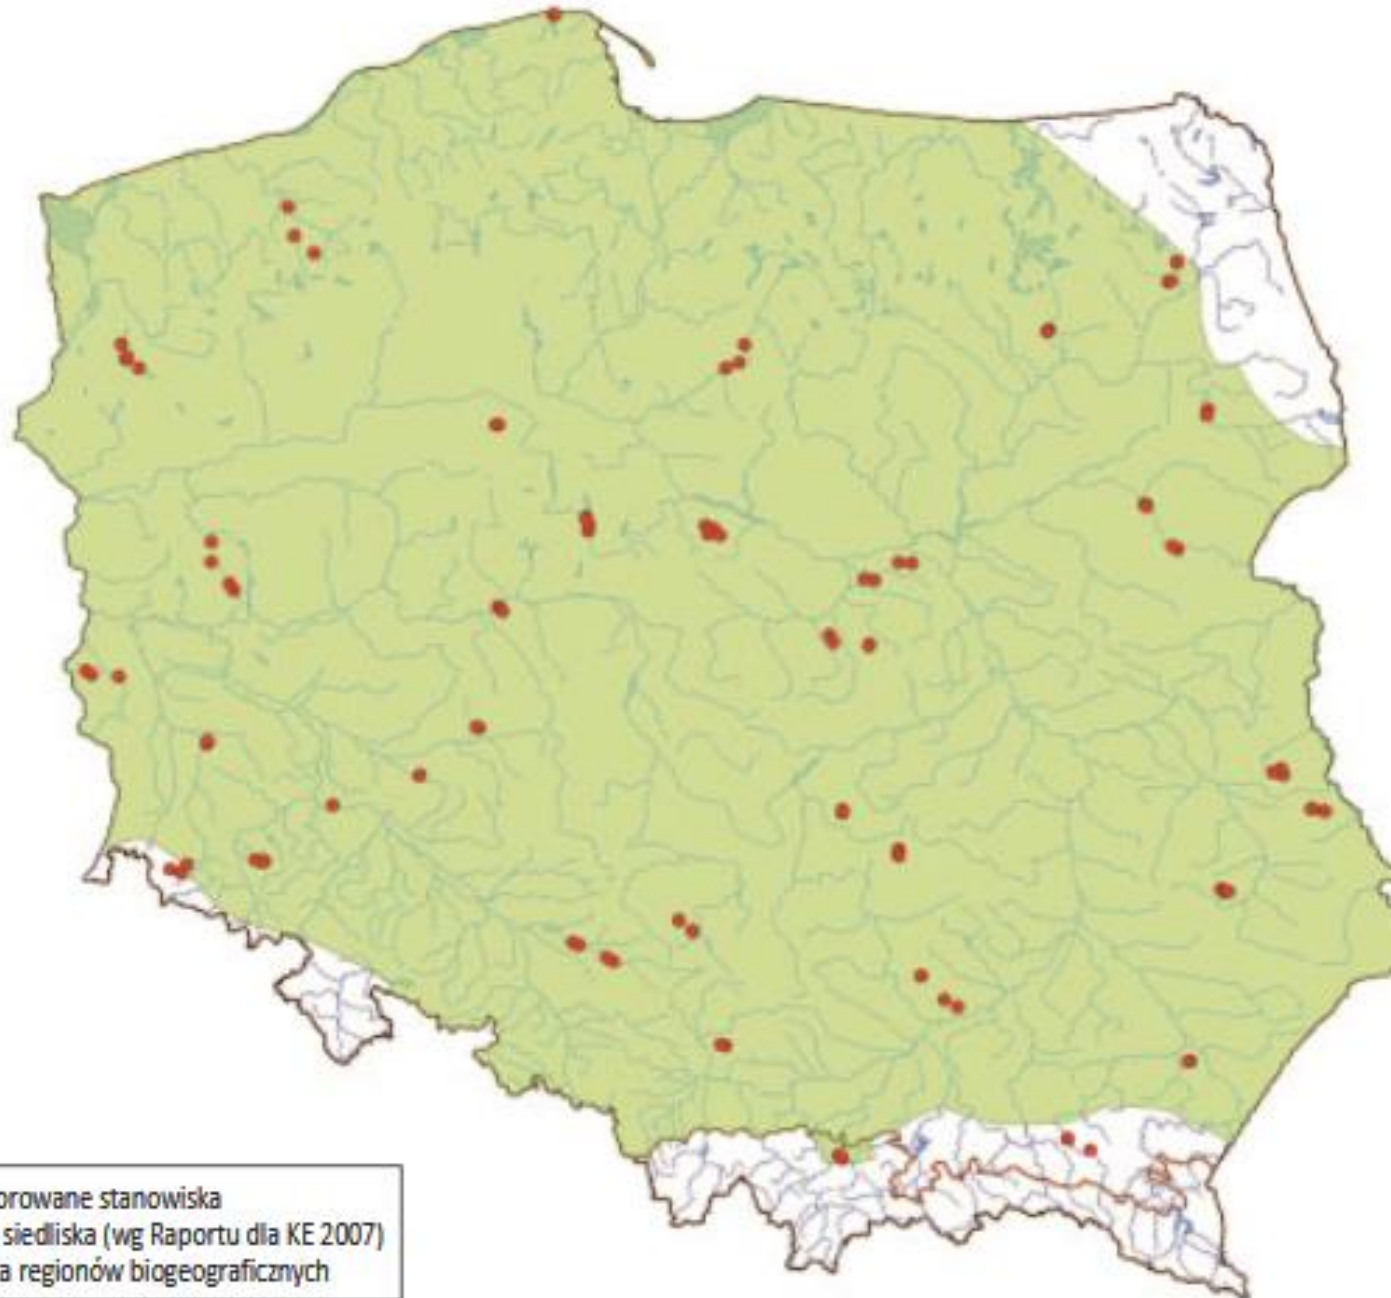 orowane stanowiska
siedliska (wg Raportu dla KE 2007)
a regionów biogeograficznych